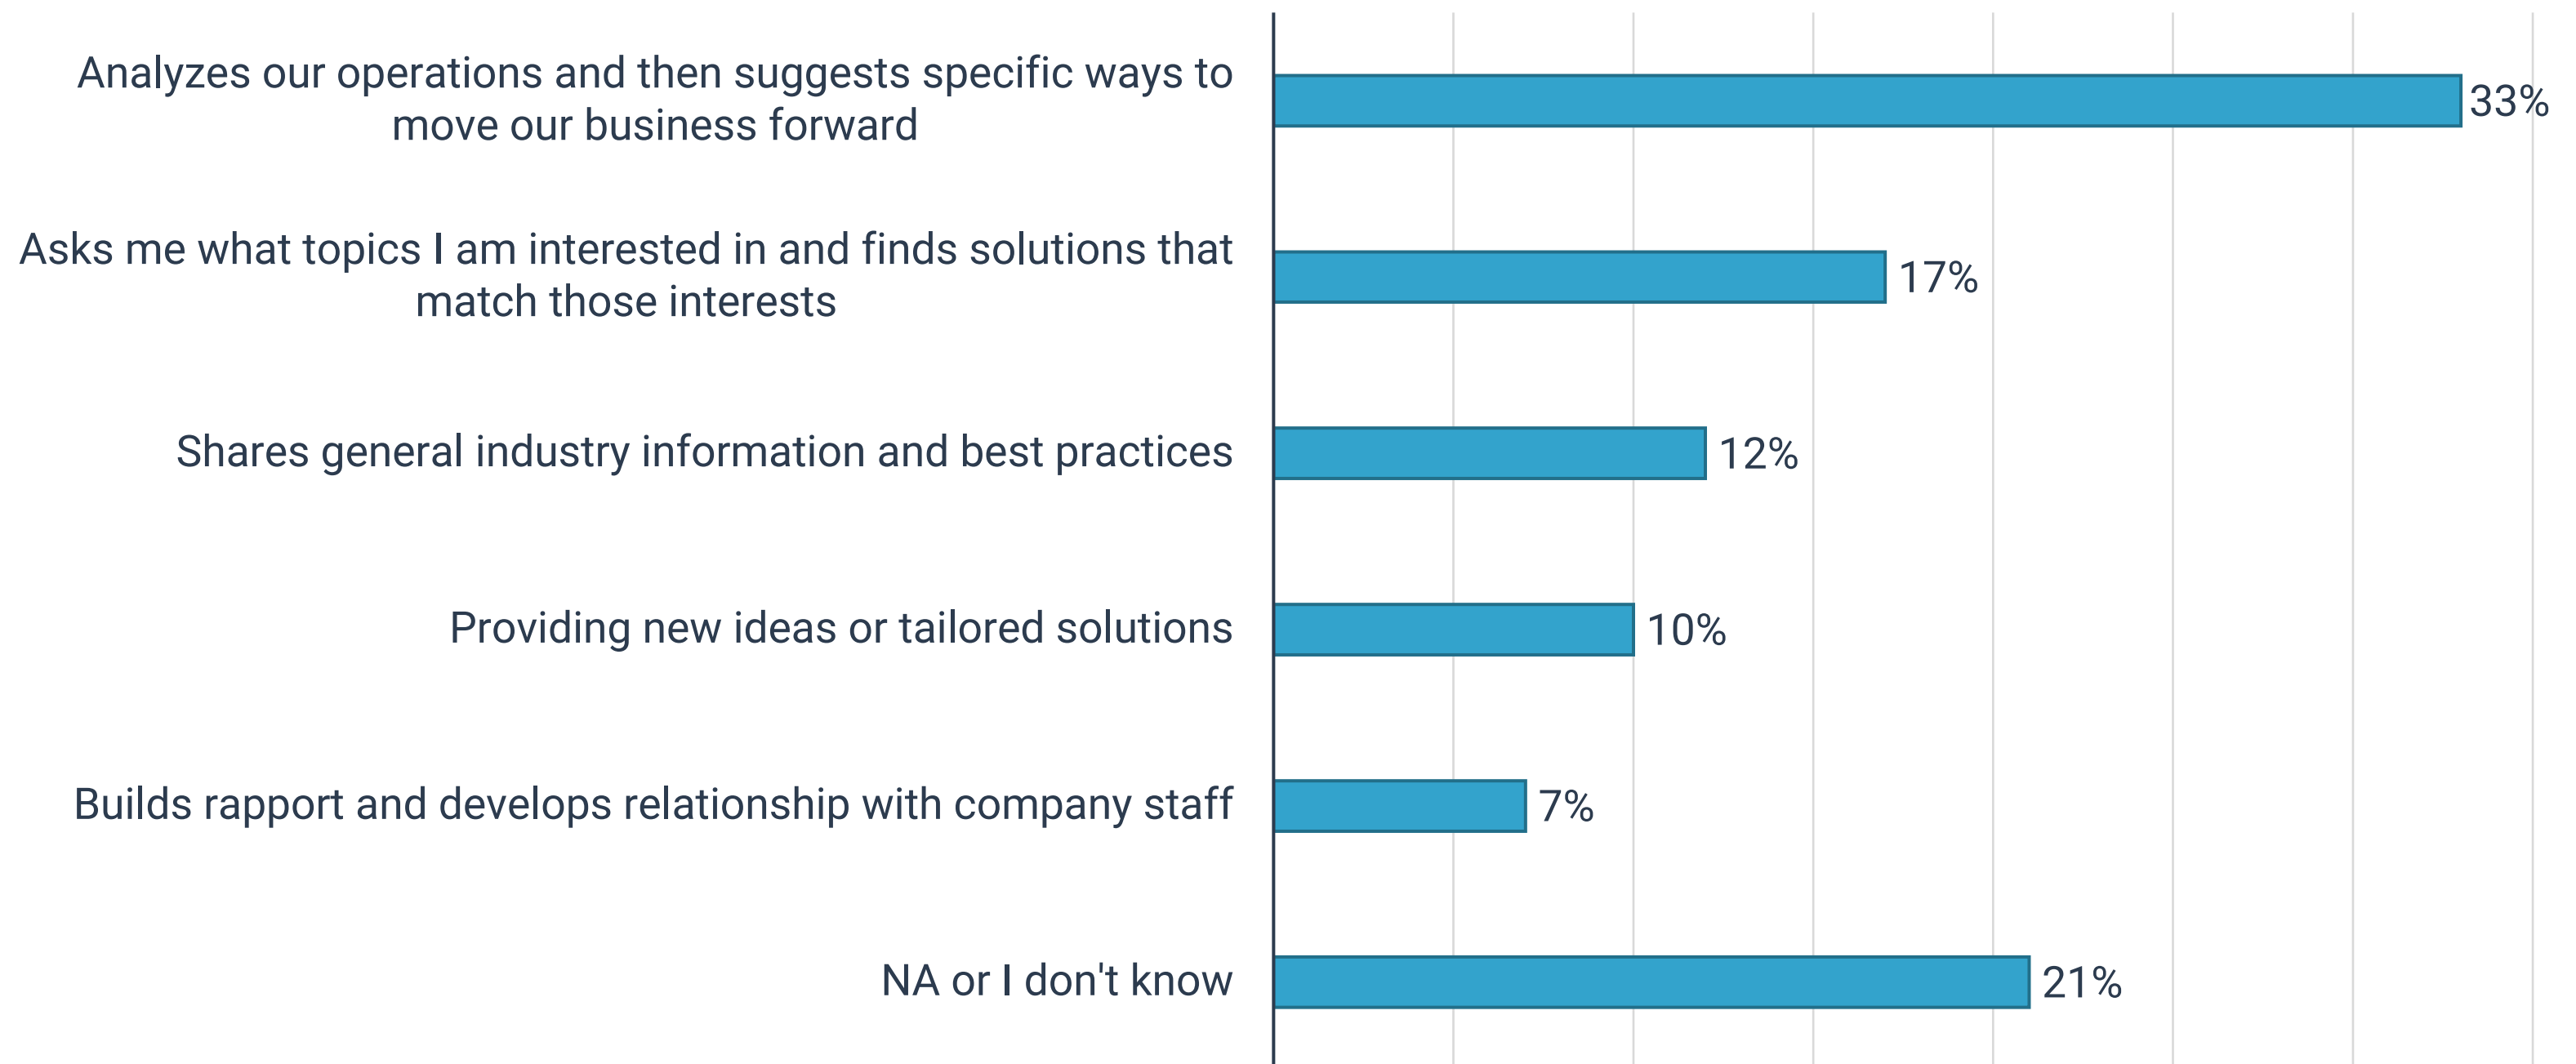 Analyzes our operations and then suggests specific ways to
move our business forward
33%
Asks me what topics I am interested in and finds solutions that
match those interests
17%
Shares general industry information and best practices
12%
Providing new ideas or tailored solutions
10%
Builds rapport and develops relationship with company staff
7%
NA or I don't know
21%